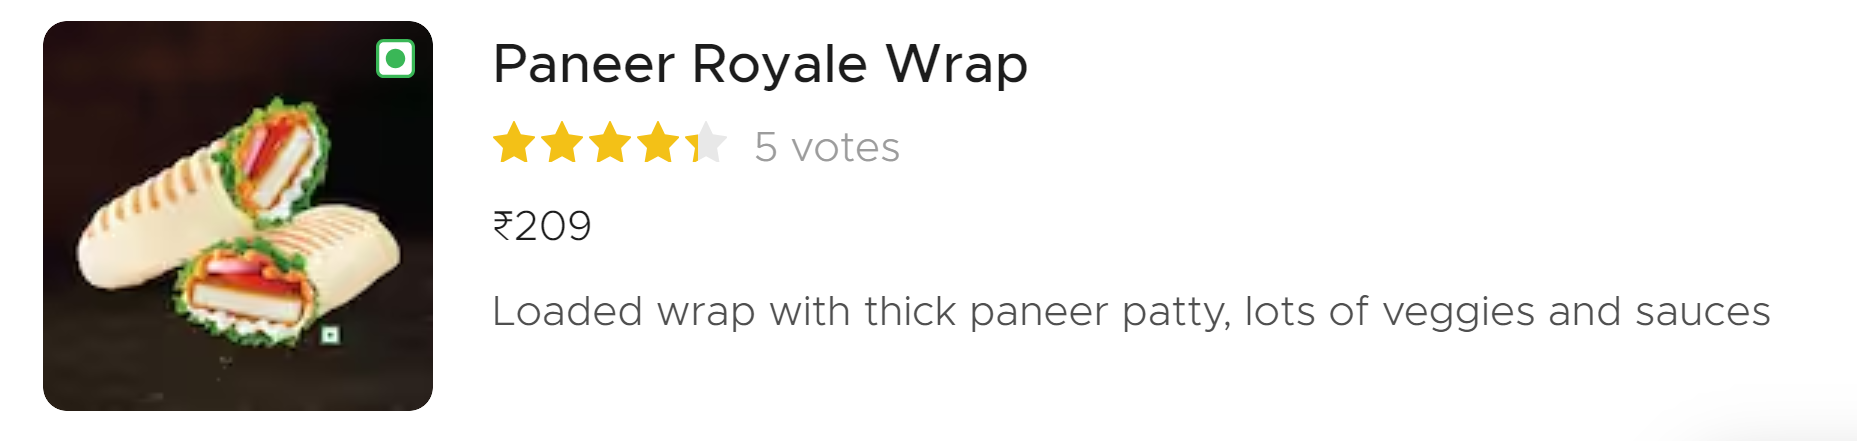 Paneer Royale Wrap
5 votes
₹209
Loaded wrap with thick paneer patty, lots of veggies and sauces